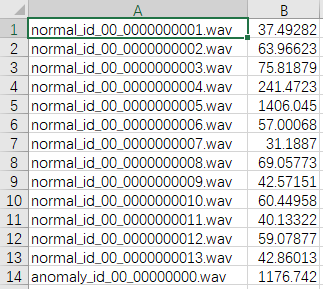 A B
1 normal_id_00_0000000001.wav 37.49282
2 normal_id_00_0000000002.wav 63.96623
3 normal_id_00_0000000003.wav 75.81879
4 normal_id_00_0000000004.wav 241.4723
5 normal_id_00_0000000005.wav 1406.045
6 normal_id_00_0000000006.wav 57.00068
7 normal_id_00_0000000007.wav 31.1887
8 normal_id_00_0000000008.wav 69.05773
9 normal_id_00_0000000009.wav 42.57151
10 normal_id_00_0000000010.wav 60.44958
11 normal_id_00_0000000011.wav 40.13322
12 normal_id_00_0000000012.wav 59.07877
13 normal_id_00_0000000013.wav 42.86013
14 anomaly_id_00_00000000.wav 1176.742